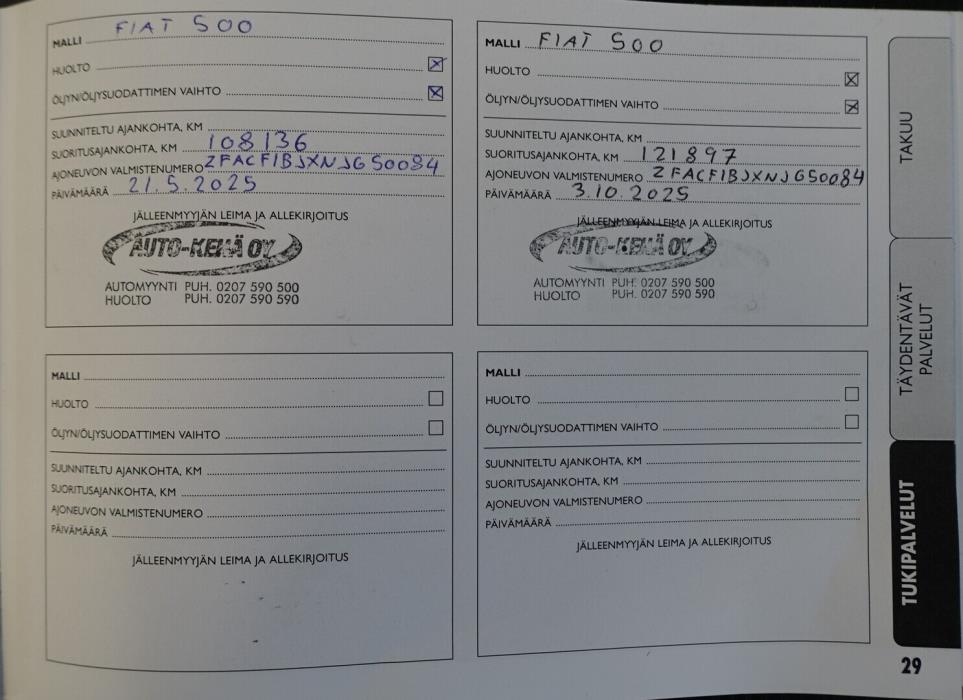 MALLI FIAT 500
HUOLTO ☒
ÖLJYN/ÖLJYSUODATTIMEN VAIHTO ☒
SUUNNITELTU AJANKOHTA, KM
SUORITUSAJANKOHTA, KM 108136
AJONEUVON VALMISTENUMERO ZFACF1BJXNJG50084
PÄIVÄMÄÄRÄ 21.5.2025
JÄLLEENMYYJÄN LEIMA JA ALLEKIRJOITUS
AUTO-KEHÄ OY
AUTOMYYNTI PUH. 0207 590 500
HUOLTO PUH. 0207 590 590
MALLI FIAT 500
HUOLTO ☒
ÖLJYN/ÖLJYSUODATTIMEN VAIHTO ☒
SUUNNITELTU AJANKOHTA, KM
SUORITUSAJANKOHTA, KM 121897
AJONEUVON VALMISTENUMERO ZFACF1BJXNJG50084
PÄIVÄMÄÄRÄ 3.10.2025
JÄLLEENMYYJÄN LEIMA JA ALLEKIRJOITUS
AUTO-KEHÄ OY
AUTOMYYNTI PUH. 0207 590 500
HUOLTO PUH. 0207 590 590
MALLI
HUOLTO ☐
ÖLJYN/ÖLJYSUODATTIMEN VAIHTO ☐
SUUNNITELTU AJANKOHTA, KM
SUORITUSAJANKOHTA, KM
AJONEUVON VALMISTENUMERO
PÄIVÄMÄÄRÄ
JÄLLEENMYYJÄN LEIMA JA ALLEKIRJOITUS
MALLI
HUOLTO ☐
ÖLJYN/ÖLJYSUODATTIMEN VAIHTO ☐
SUUNNITELTU AJANKOHTA, KM
SUORITUSAJANKOHTA, KM
AJONEUVON VALMISTENUMERO
PÄIVÄMÄÄRÄ
JÄLLEENMYYJÄN LEIMA JA ALLEKIRJOITUS
TAKUU
TÄYDENTÄVÄT
PALVELUT
TUKIPALVELUT
29